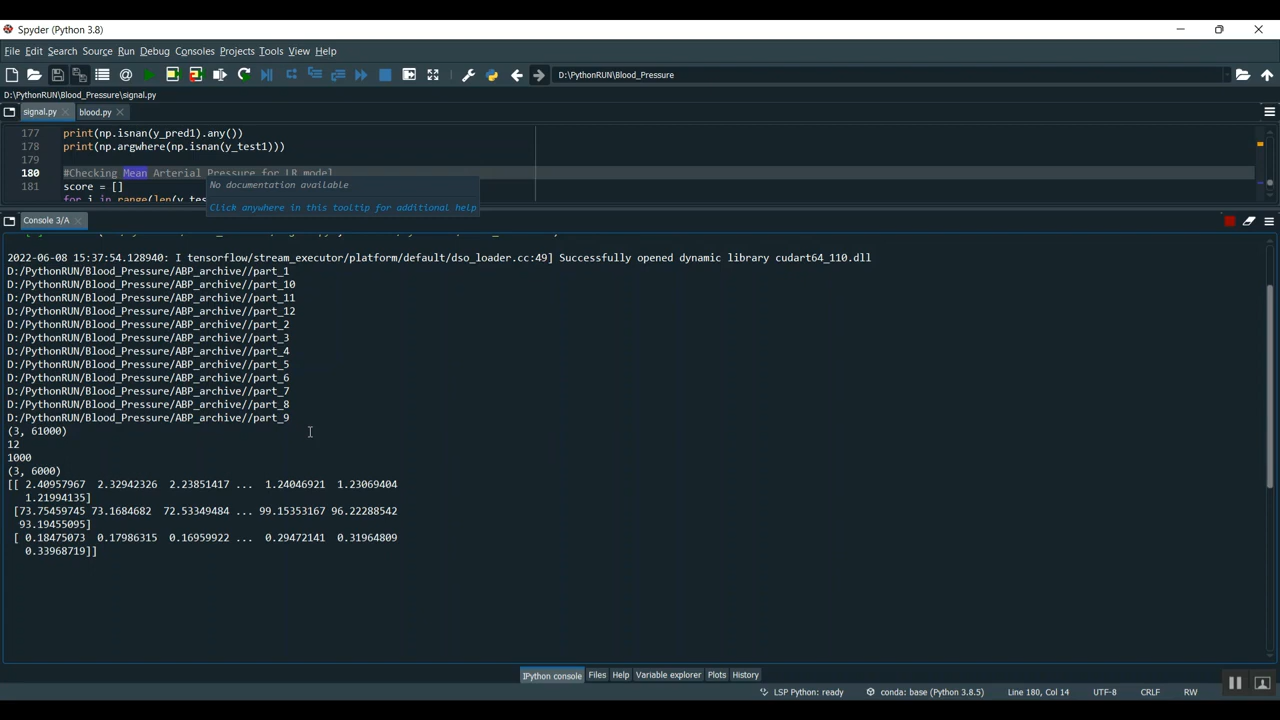 Spyder (Python 3.8)
File Edit Search Source Run Debug Consoles Projects Tools View Help
D:\PythonRUN\Blood_Pressure
D:\PythonRUN\Blood_Pressure\signal.py
signal.py blood.py
177 print(np.isnan(y_pred1).any())
178 print(np.argwhere(np.isnan(y_test1)))
179
180 #Checking Mean Arterial Pressure for LR model
No documentation available
181 score = []
for i in range(len(y_tes
Click anywhere in this tooltip for additional help
Console 3/A
2022-06-08 15:37:54.128940: I tensorflow/stream_executor/platform/default/dso_loader.cc:49] Successfully opened dynamic library cudart64_110.dll
D:/PythonRUN/Blood_Pressure/ABP_archive//part_1
D:/PythonRUN/Blood_Pressure/ABP_archive//part_10
D:/PythonRUN/Blood_Pressure/ABP_archive//part_11
D:/PythonRUN/Blood_Pressure/ABP_archive//part_12
D:/PythonRUN/Blood_Pressure/ABP_archive//part_2
D:/PythonRUN/Blood_Pressure/ABP_archive//part_3
D:/PythonRUN/Blood_Pressure/ABP_archive//part_4
D:/PythonRUN/Blood_Pressure/ABP_archive//part_5
D:/PythonRUN/Blood_Pressure/ABP_archive//part_6
D:/PythonRUN/Blood_Pressure/ABP_archive//part_7
D:/PythonRUN/Blood_Pressure/ABP_archive//part_8
D:/PythonRUN/Blood_Pressure/ABP_archive//part_9
(3, 61000)
12
1000
(3, 6000)
[[ 2.40957967 2.32942326 2.23851417 ... 1.24046921 1.23069404
1.21994135]
[73.75459745 73.1684682 72.53349484 ... 99.15353167 96.22288542
93.19455095]
[ 0.18475073 0.17986315 0.16959922 ... 0.29472141 0.31964809
0.33968719]]
IPython console Files Help Variable explorer Plots History
LSP Python: ready conda: base (Python 3.8.5) Line 180, Col 14 UTF-8 CRLF RW